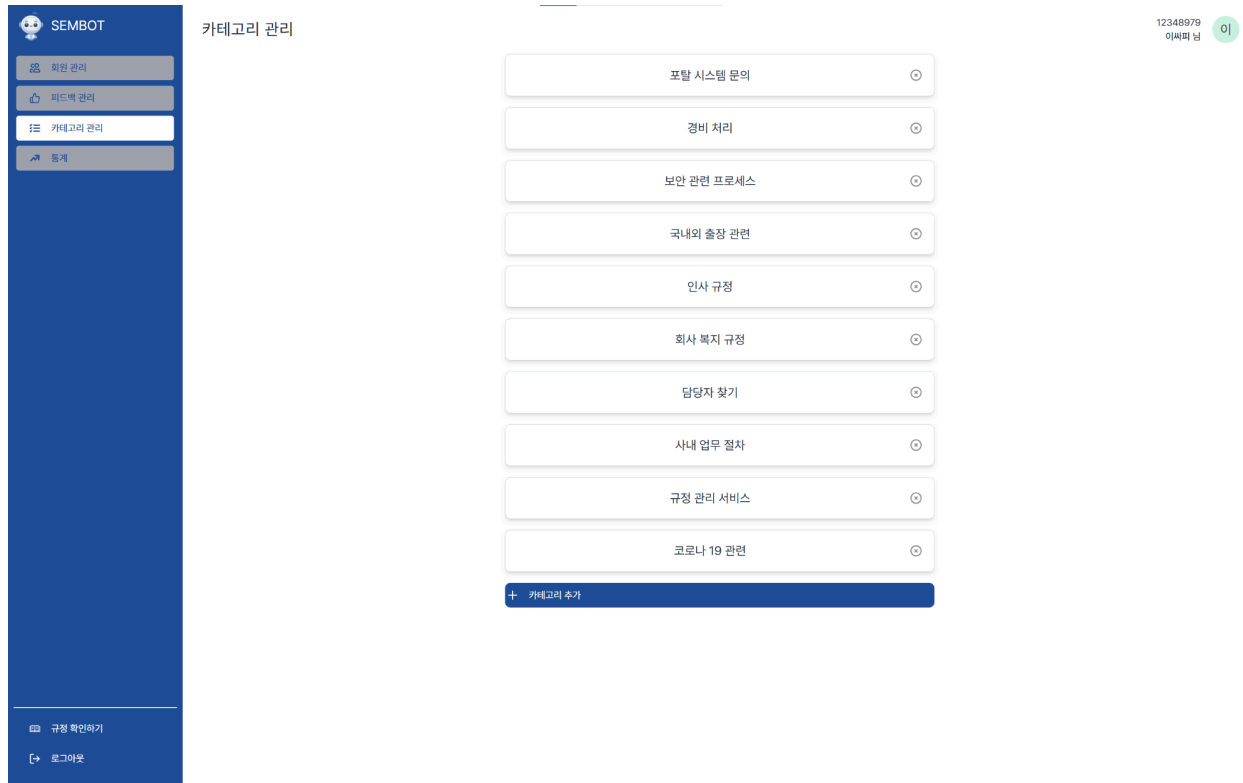 SEMBOT
회원 관리
피드백 관리
카테고리 관리
통계
규정 확인하기
로그아웃
카테고리 관리
12348979
이싸피 님
이
포탈 시스템 문의
경비 처리
보안 관련 프로세스
국내외 출장 관련
인사 규정
회사 복지 규정
담당자 찾기
사내 업무 절차
규정 관리 서비스
코로나 19 관련
카테고리 추가